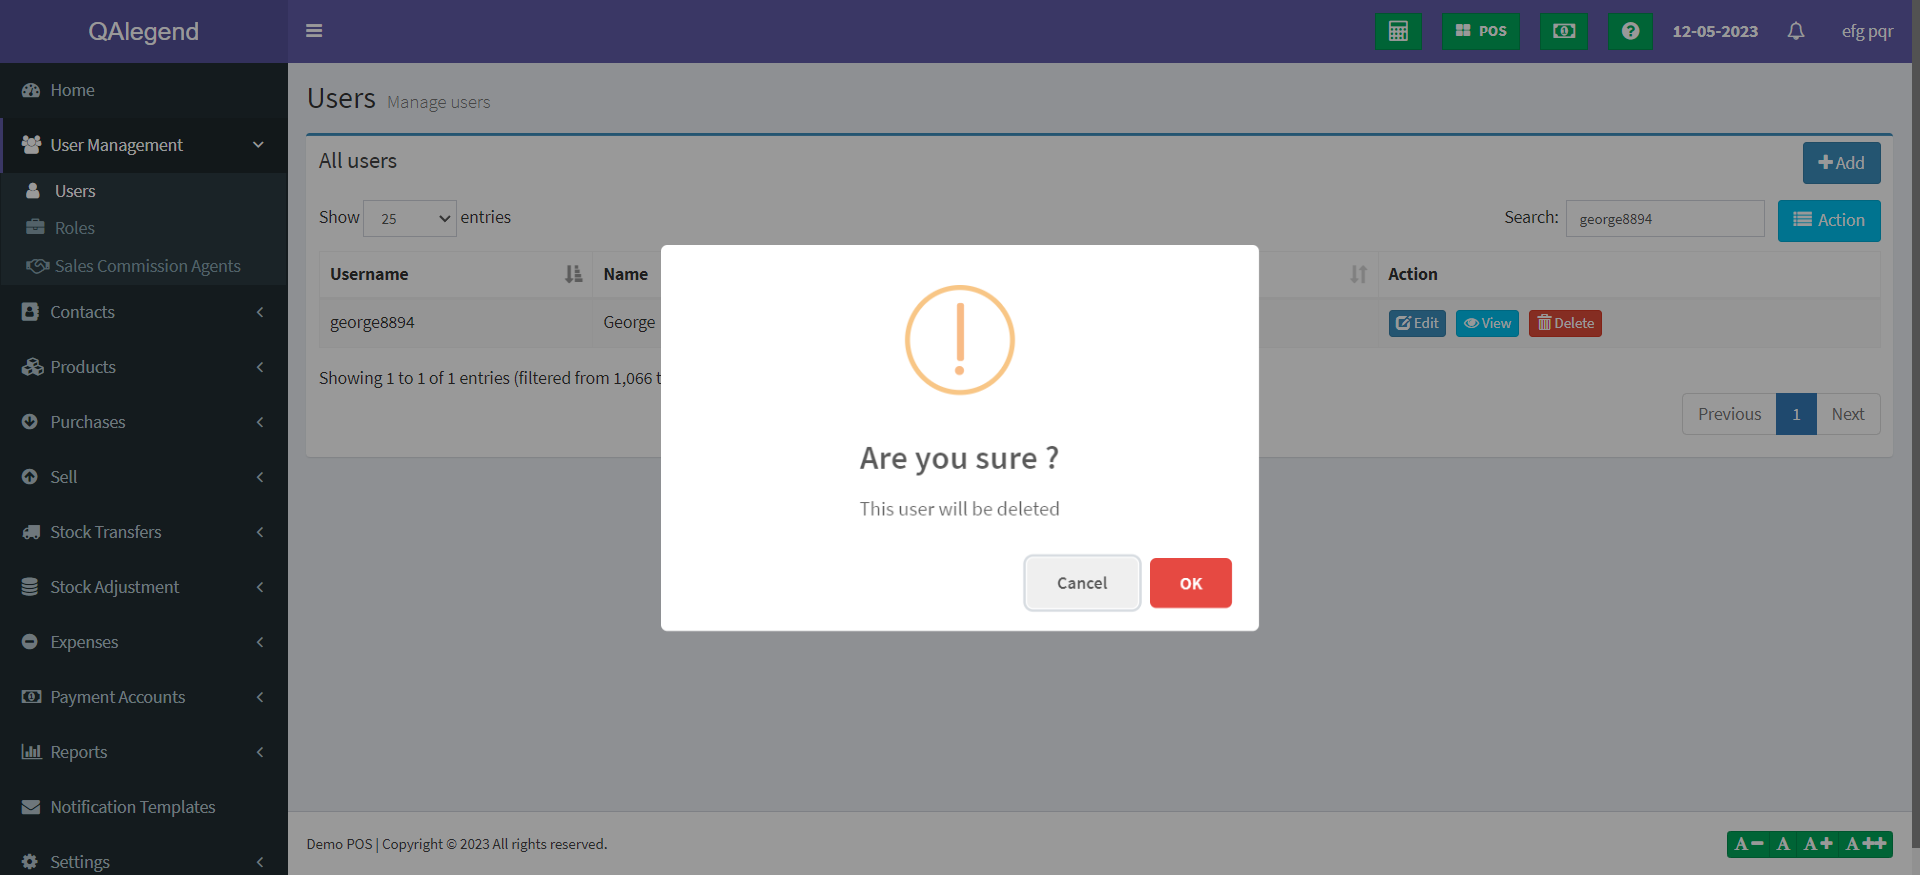 QAlegend
POS
12-05-2023
efg pqr
Home
User Management
Users
Roles
Sales Commission Agents
Contacts
Products
Purchases
Sell
Stock Transfers
Stock Adjustment
Expenses
Payment Accounts
Reports
Notification Templates
Settings
Users Manage users
All users
Add
Show 25 entries
Search: george8894
Action
Username Name Action
george8894 George Edit View Delete
Showing 1 to 1 of 1 entries (filtered from 1,066 t
Previous 1 Next
Are you sure ?
This user will be deleted
Cancel OK
Demo POS | Copyright © 2023 All rights reserved.
A- A A+ A++